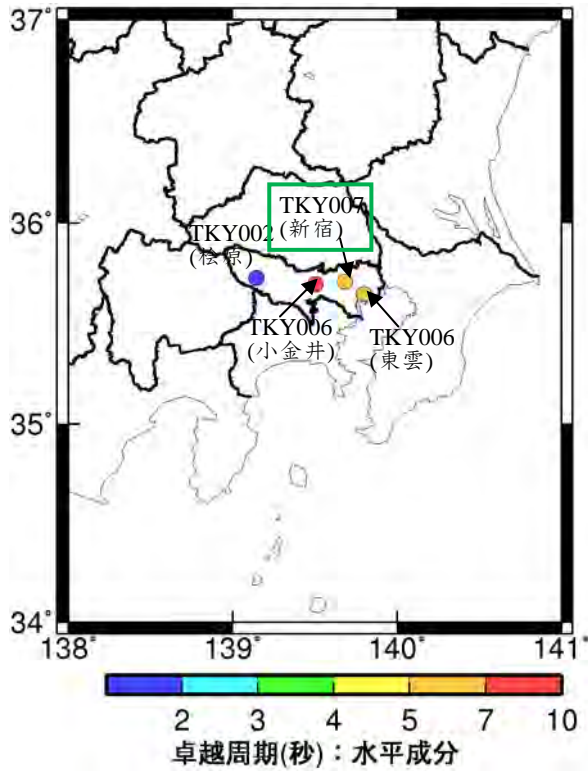 37°
36°
TKY007
(新宿)
TKY002
(桧原)
TKY006
(小金井)
TKY006
(東雲)
35°
34°
138° 139° 140° 141°
2 3 4 5 7 10
卓越周期(秒)：水平成分